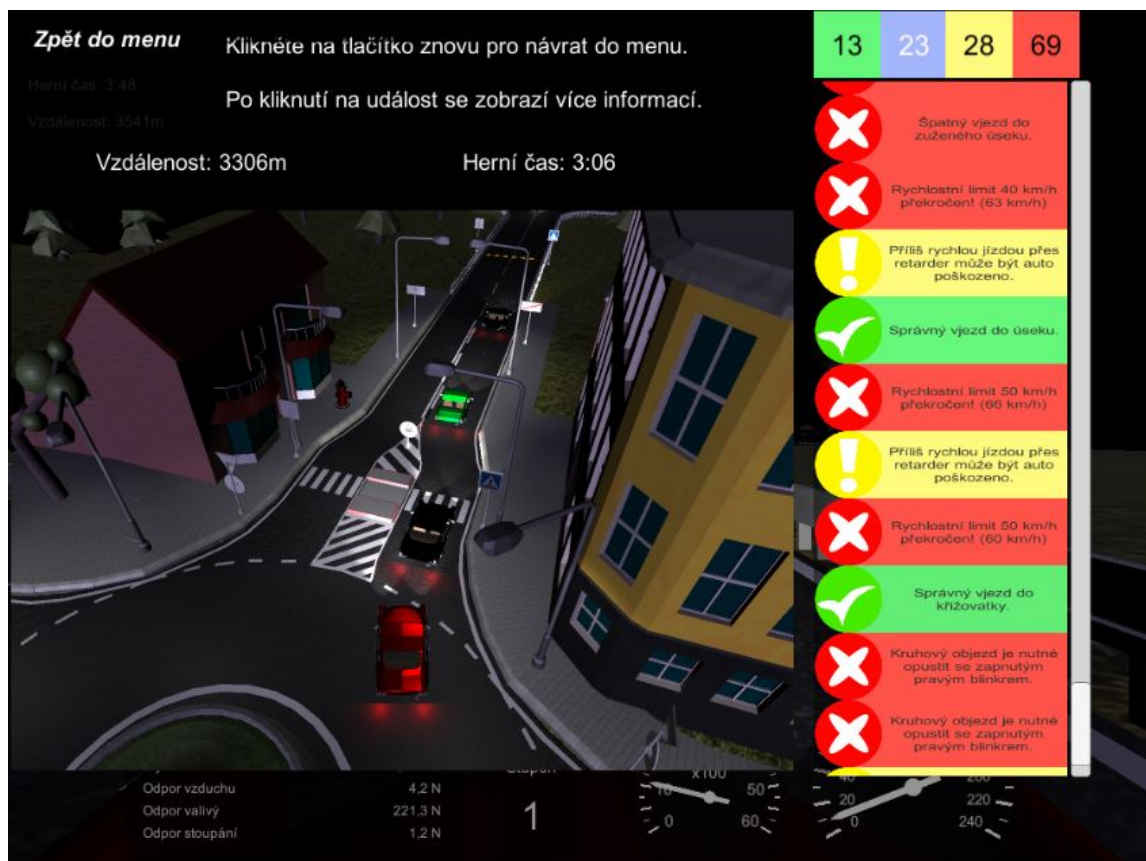 Zpět do menu
Klikněte na tlačítko znovu pro návrat do menu.
Herní čas: 3:48
Po kliknutí na událost se zobrazí více informací.
Vzdálenost: 3541m
Vzdálenost: 3306m
Herní čas: 3:06
13
23
28
69
Špatný vjezd do
zuženého úseku.
Rychlostní limit 40 km/h
překročen! (63 km/h)
Příliš rychlou jízdou přes
retarder může být auto
poškozeno.
Správný vjezd do úseku.
Rychlostní limit 50 km/h
překročen! (66 km/h)
Příliš rychlou jízdou přes
retarder může být auto
poškozeno.
Rychlostní limit 50 km/h
překročen! (60 km/h)
Správný vjezd do
křižovatky.
Kruhový objezd je nutné
opustit se zapnutým
pravým blinkrem.
Kruhový objezd je nutné
opustit se zapnutým
pravým blinkrem.
Odpor vzduchu 4,2 N
Odpor valivý 221,3 N
Odpor stoupání 1,2 N
1
x100
10
50
0
60
40
200
20
220
0
240